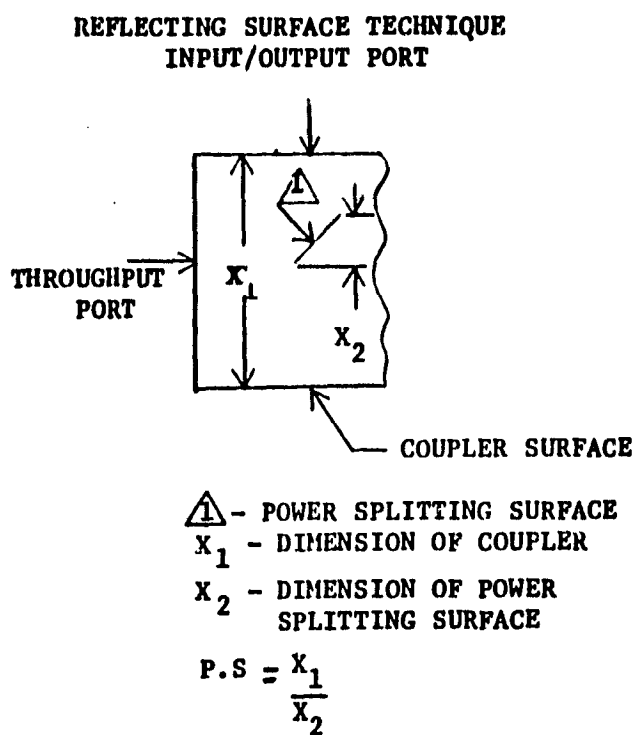 REFLECTING SURFACE TECHNIQUE
INPUT/OUTPUT PORT
1
THROUGHPUT
PORT
X1
X2
COUPLER SURFACE
1 - POWER SPLITTING SURFACE
X1 - DIMENSION OF COUPLER
X2 - DIMENSION OF POWER
SPLITTING SURFACE
P.S = X1
X2